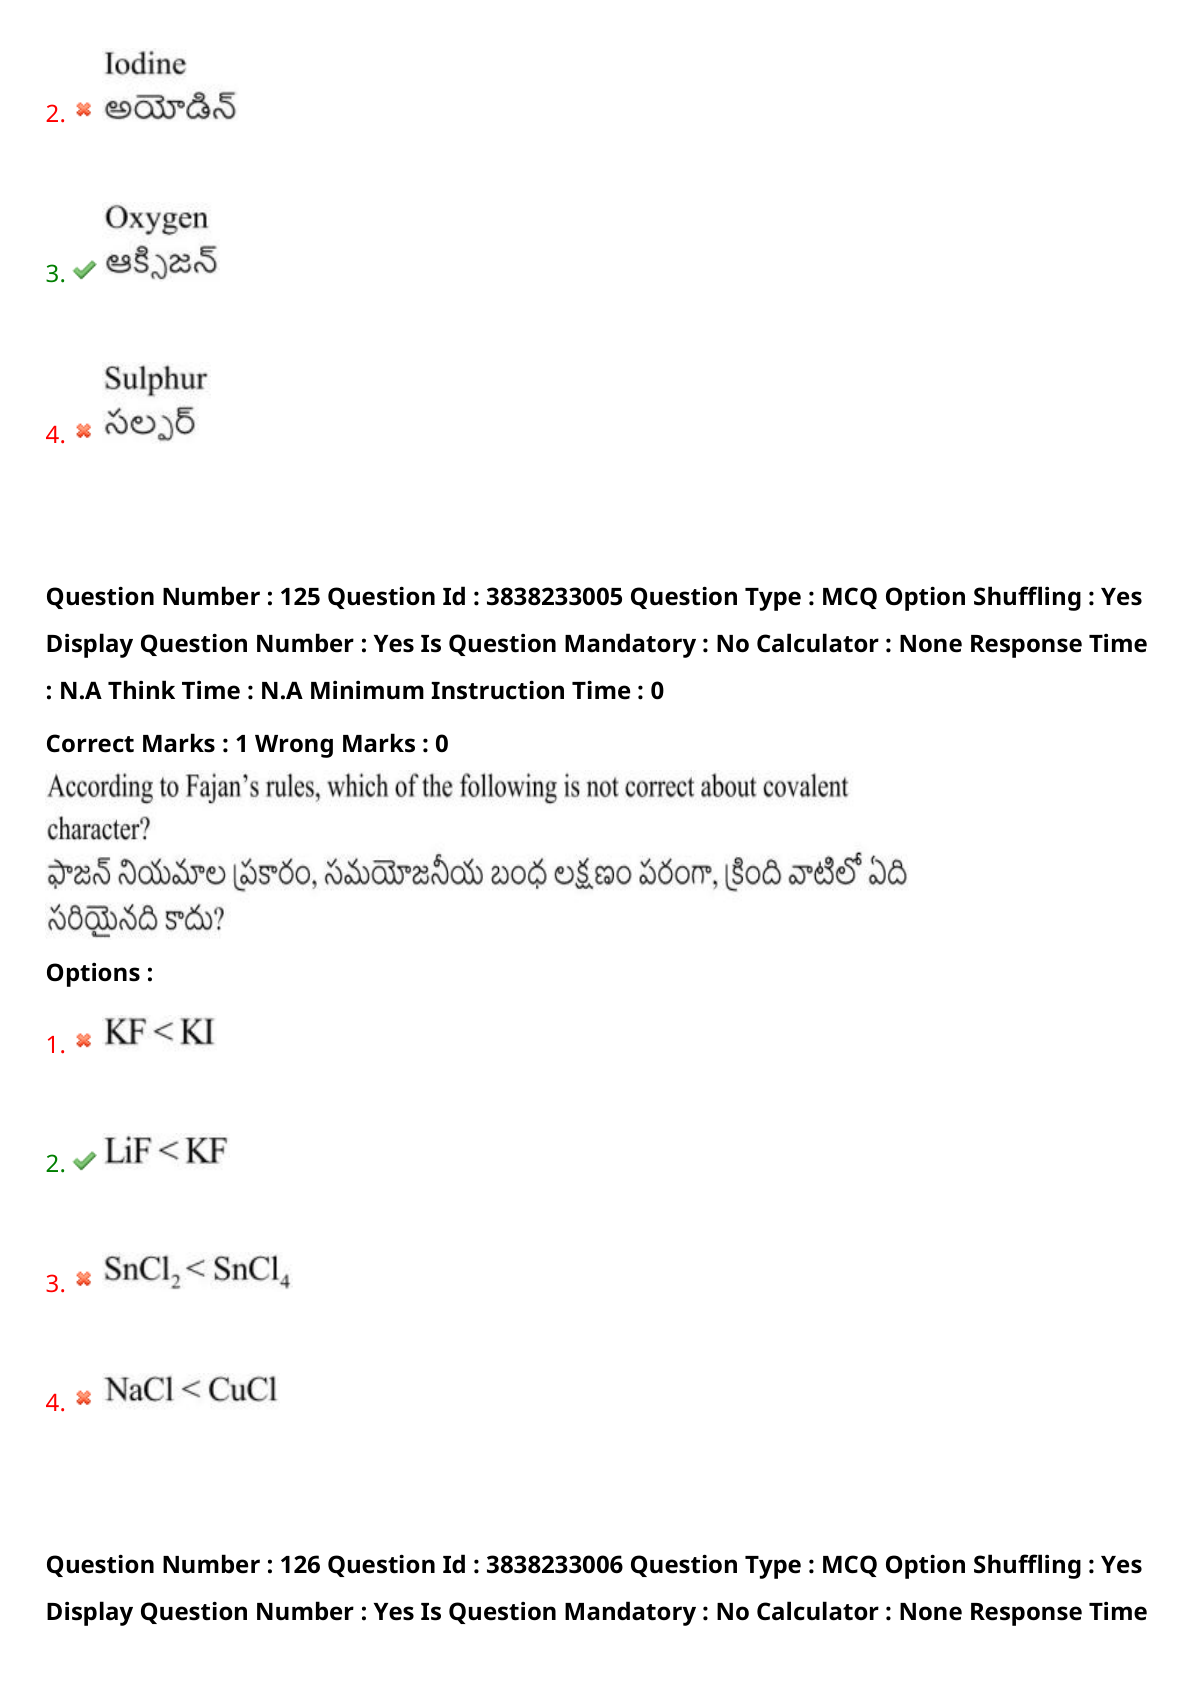 Iodine
2. అయోడిన్
Oxygen
3. ఆక్సిజన్
Sulphur
4. సల్ఫర్
Question Number : 125 Question Id : 3838233005 Question Type : MCQ Option Shuffling : Yes
Display Question Number : Yes Is Question Mandatory : No Calculator : None Response Time
: N.A Think Time : N.A Minimum Instruction Time : 0
Correct Marks : 1 Wrong Marks : 0
According to Fajan’s rules, which of the following is not correct about covalent
character?
ఫాజన్ నియమాల ప్రకారం, సమయోజనీయ బంధ లక్షణం పరంగా, క్రింది వాటిలో ఏది
సరియైనది కాదు?
Options :
1. KF < KI
2. LiF < KF
3. SnCl₂ < SnCl₄
4. NaCl < CuCl
Question Number : 126 Question Id : 3838233006 Question Type : MCQ Option Shuffling : Yes
Display Question Number : Yes Is Question Mandatory : No Calculator : None Response Time